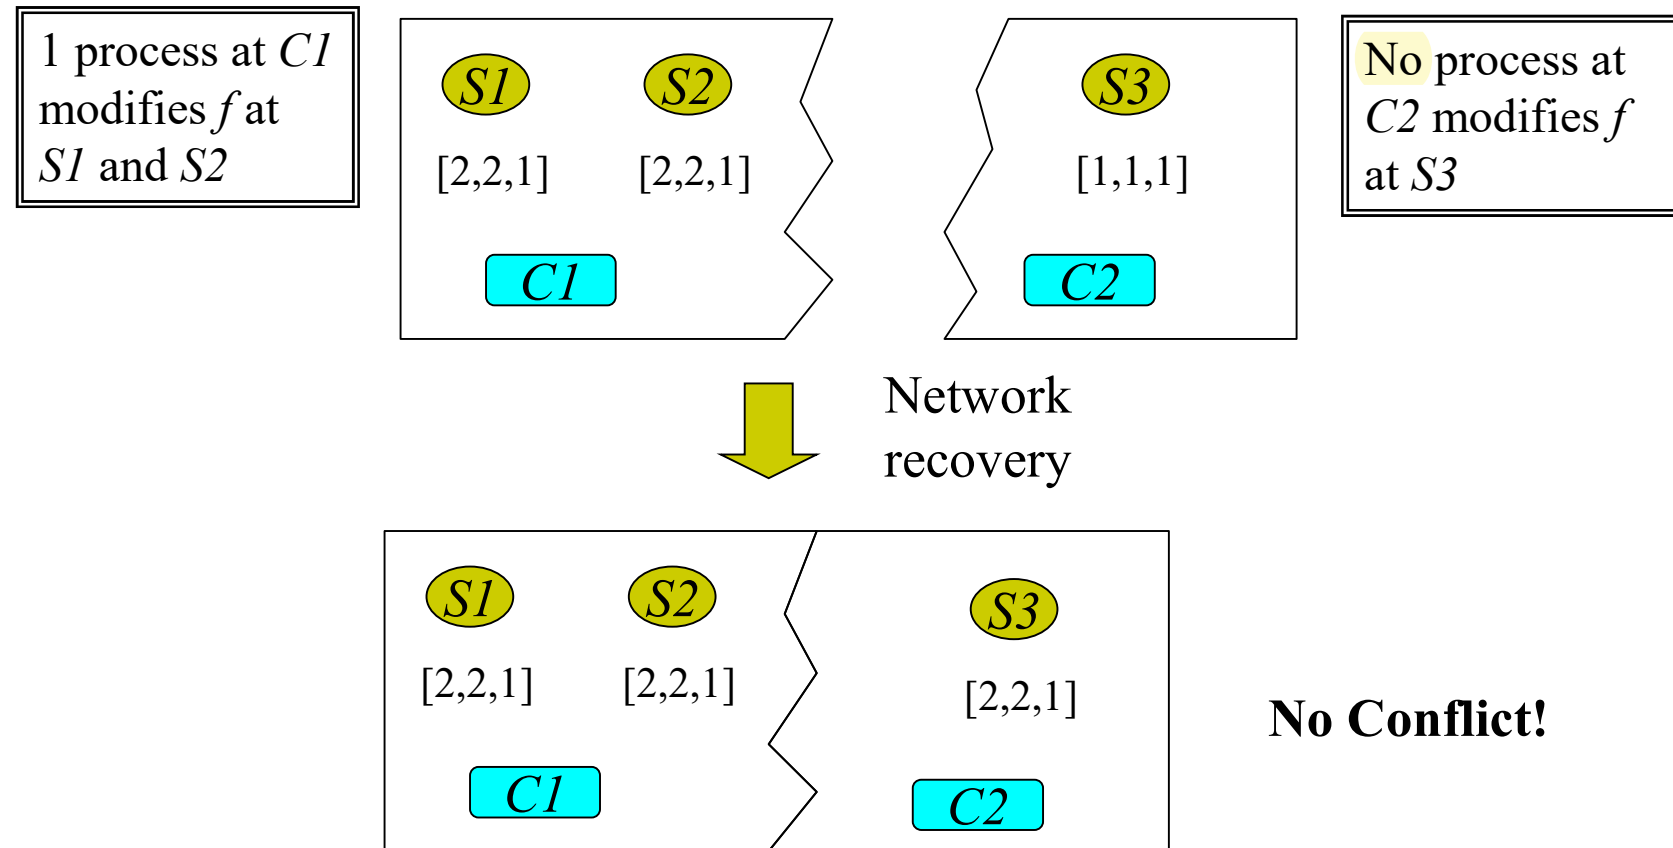 1 process at C1
modifies f at
S1 and S2
S1 S2 S3
[2,2,1] [2,2,1] [1,1,1]
C1 C2
No process at
C2 modifies f
at S3
Network
recovery
S1 S2 S3
[2,2,1] [2,2,1] [2,2,1]
No Conflict!
C1 C2